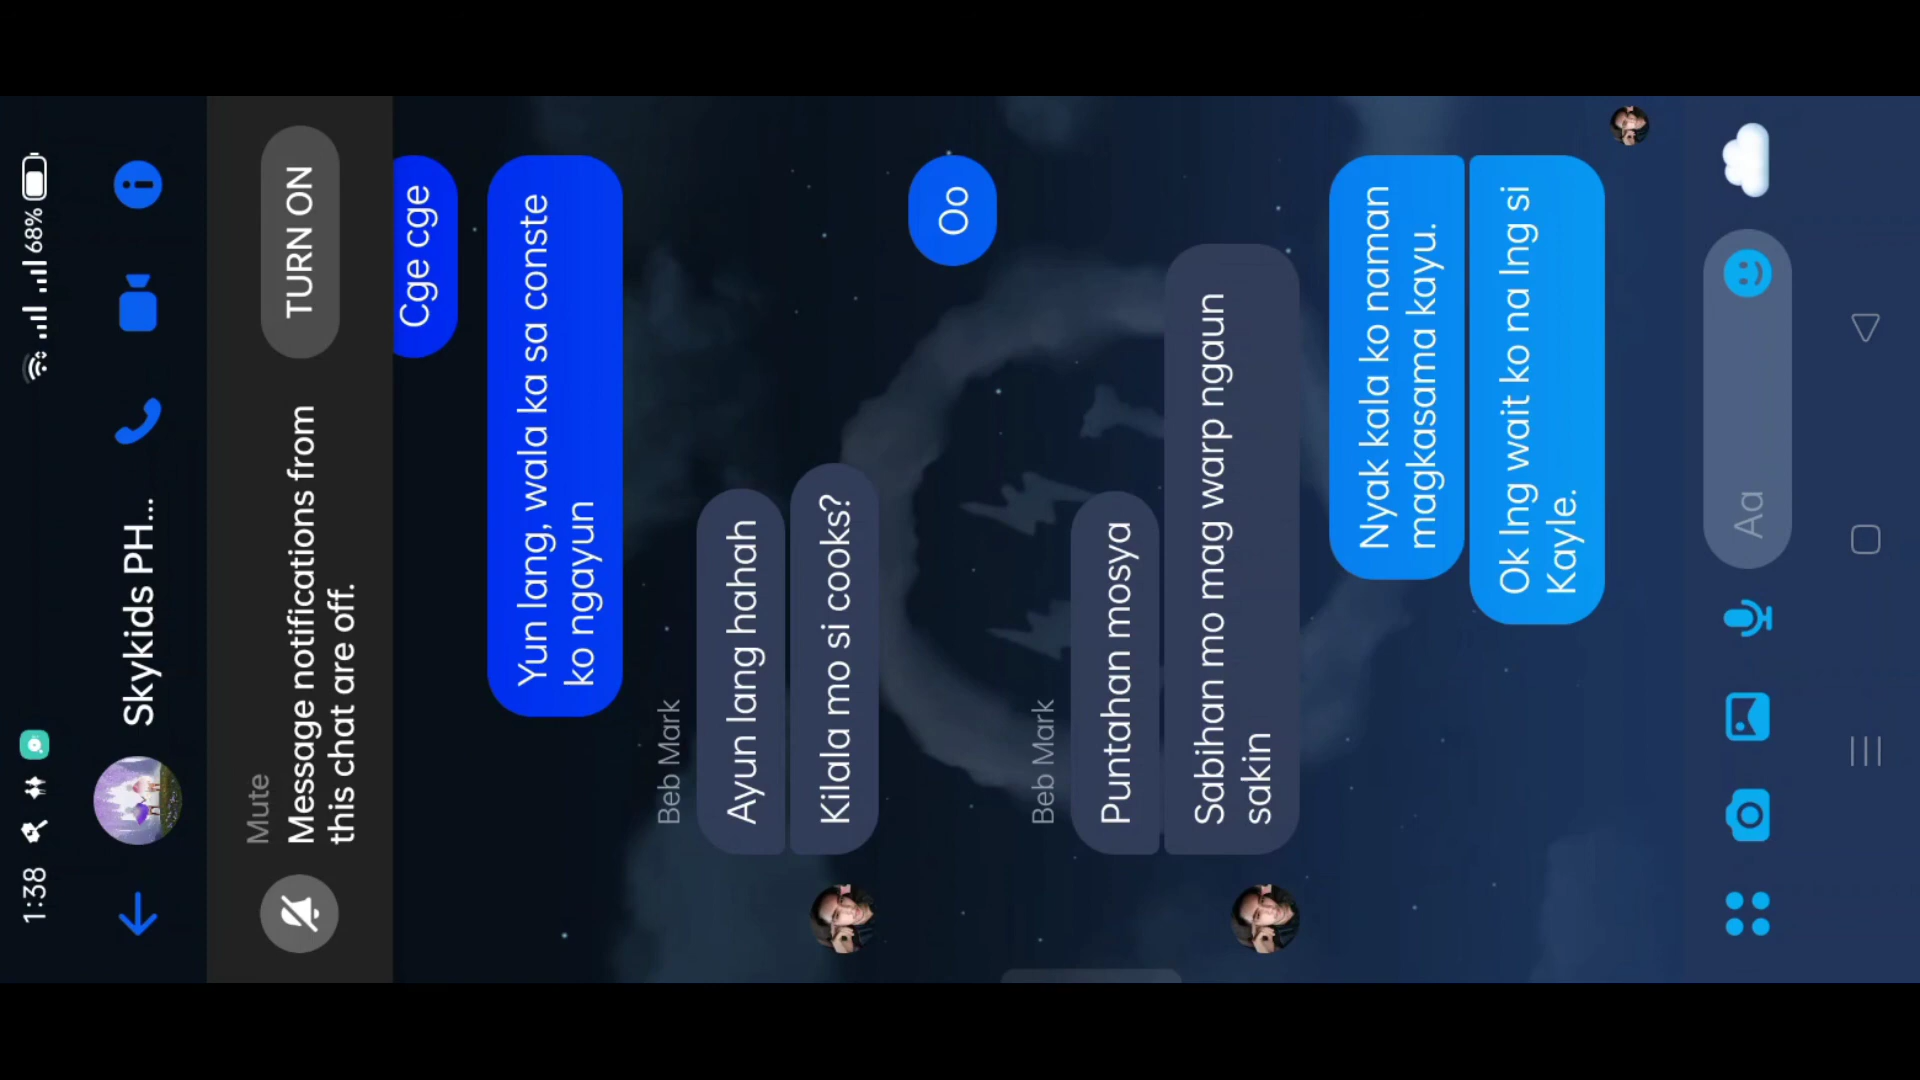 1:38
68%
Skykids PH...
Mute
Message notifications from
this chat are off.
TURN ON
Cge cge
Yun lang, wala ka sa conste
ko ngayun
Beb Mark
Ayun lang hahah
Kilala mo si cooks?
Oo
Beb Mark
Puntahan mosya
Sabihan mo mag warp ngaun
sakin
Nyak kala ko naman
magkasama kayu.
Ok lng wait ko na lng si
Kayle.
Aa